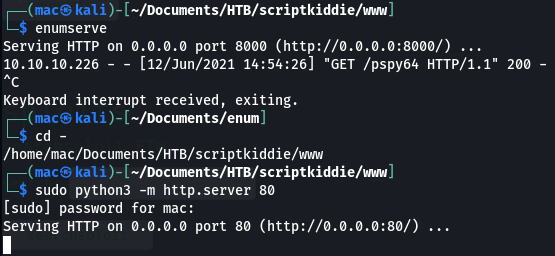 ┌──(mac㉿kali)-[~/Documents/HTB/scriptkiddie/www]
└─$ enumserve
Serving HTTP on 0.0.0.0 port 8000 (http://0.0.0.0:8000/) ...
10.10.10.226 - - [12/Jun/2021 14:54:26] "GET /pspy64 HTTP/1.1" 200 -
^C
Keyboard interrupt received, exiting.
┌──(mac㉿kali)-[~/Documents/enum]
└─$ cd -
/home/mac/Documents/HTB/scriptkiddie/www
┌──(mac㉿kali)-[~/Documents/HTB/scriptkiddie/www]
└─$ sudo python3 -m http.server 80
[sudo] password for mac:
Serving HTTP on 0.0.0.0 port 80 (http://0.0.0.0:80/) ...